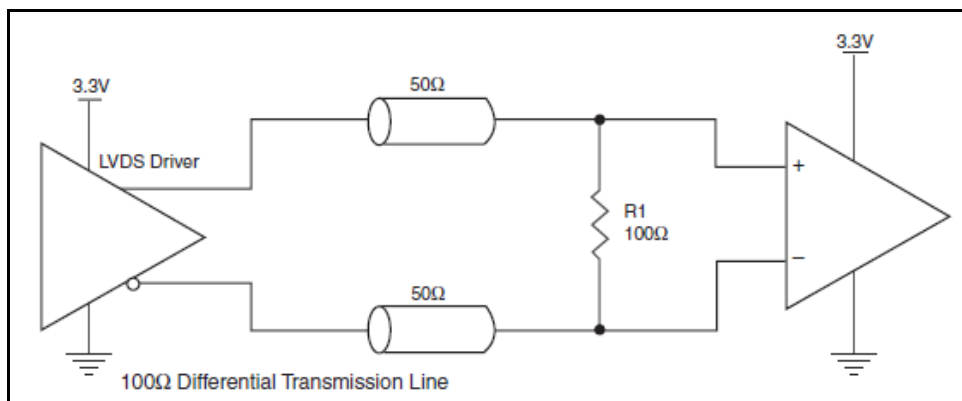 3.3V
3.3V
50Ω
LVDS Driver
+
R1
100Ω
−
50Ω
100Ω Differential Transmission Line